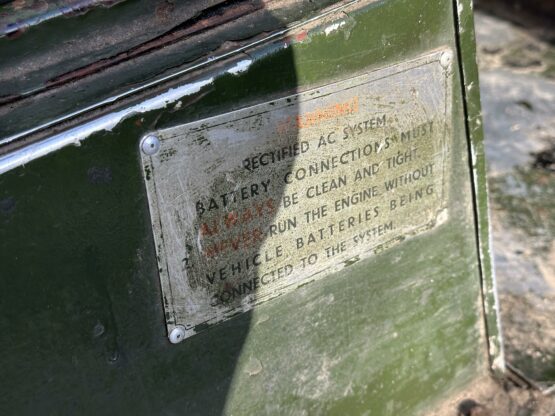 WARNING
RECTIFIED AC SYSTEM
BATTERY CONNECTIONS MUST
ALWAYS BE CLEAN AND TIGHT.
NEVER RUN THE ENGINE WITHOUT
VEHICLE BATTERIES BEING
CONNECTED TO THE SYSTEM.